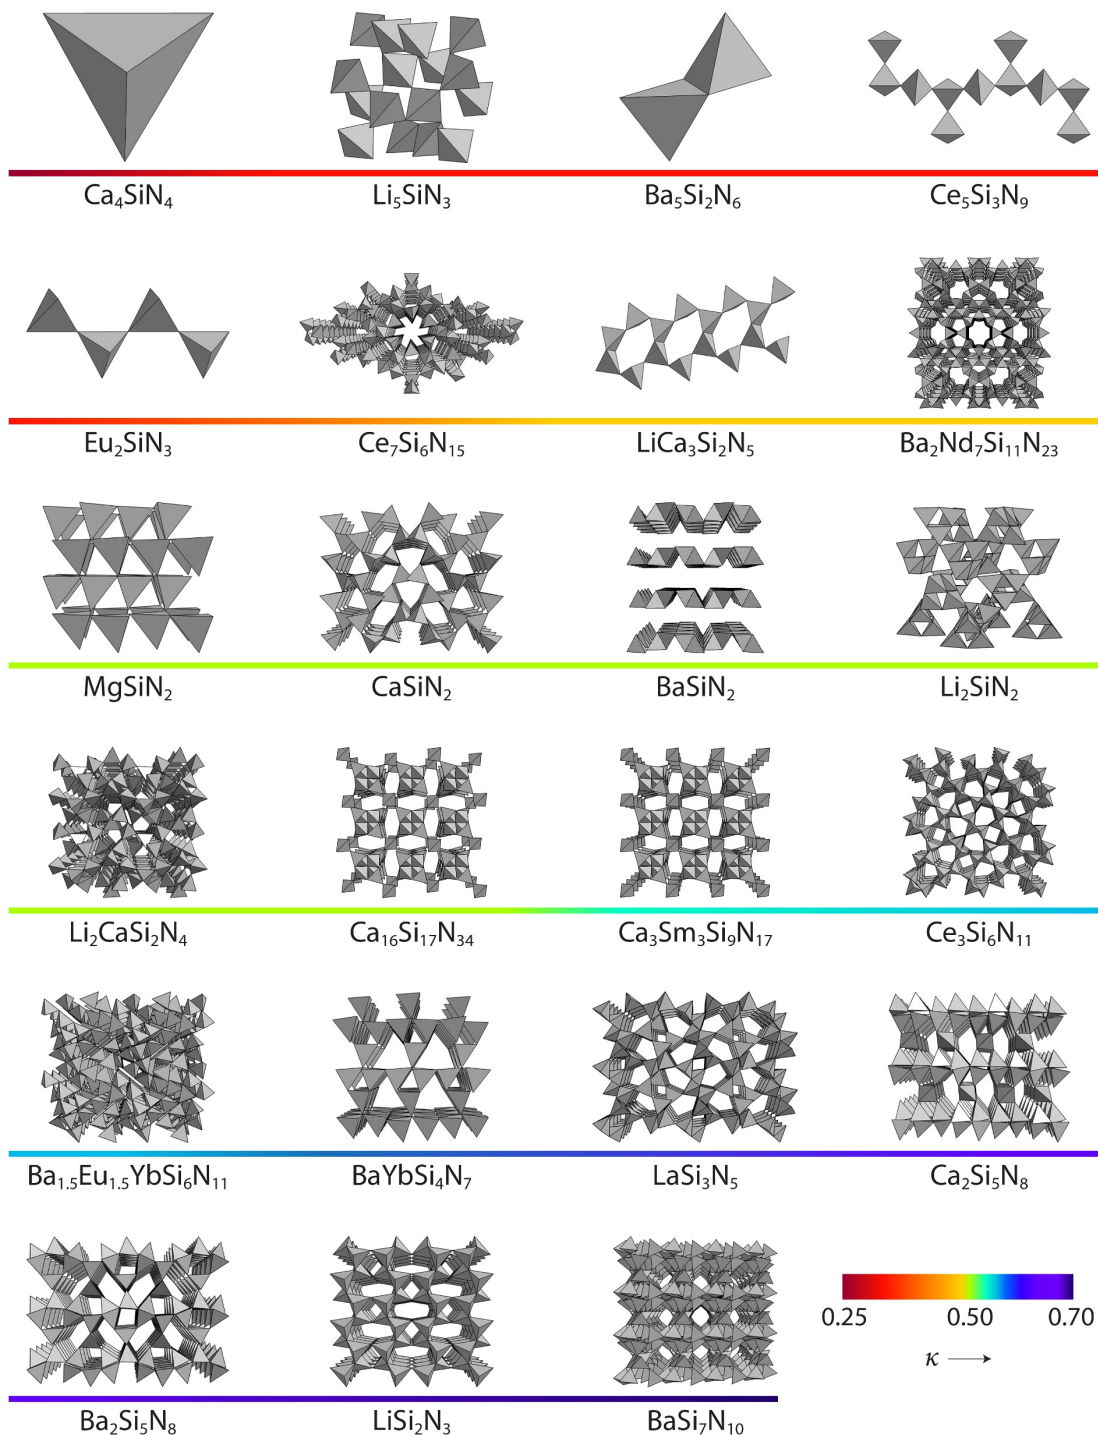 Ca₄SiN₄ Li₅SiN₃ Ba₅Si₂N₆ Ce₅Si₃N₉
Eu₂SiN₃ Ce₇Si₆N₁₅ LiCa₃Si₂N₅ Ba₂Nd₇Si₁₁N₂₃
MgSiN₂ CaSiN₂ BaSiN₂ Li₂SiN₂
Li₂CaSi₂N₄ Ca₁₆Si₁₇N₃₄ Ca₃Sm₃Si₉N₁₇ Ce₃Si₆N₁₁
Ba₁.₅Eu₁.₅YbSi₆N₁₁ BaYbSi₄N₇ LaSi₃N₅ Ca₂Si₅N₈
0.25 0.50 0.70
κ ⟶
Ba₂Si₅N₈ LiSi₂N₃ BaSi₇N₁₀